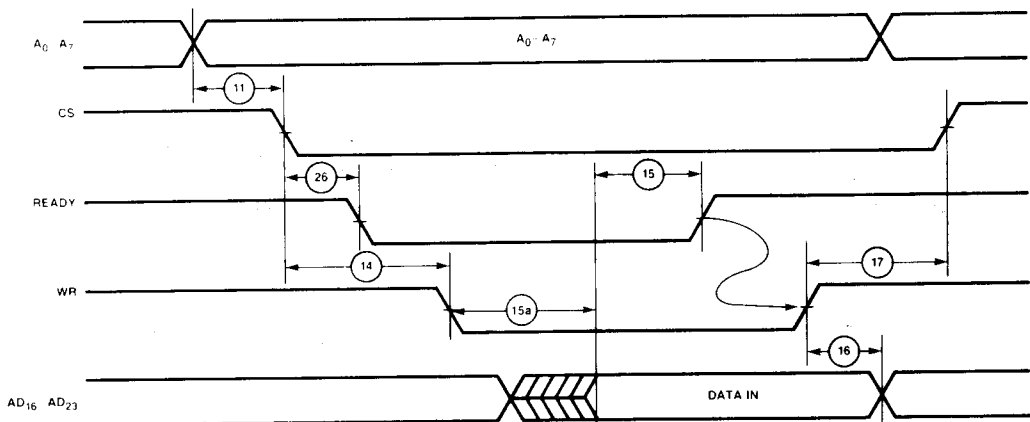 A₀ A₇
A₀-A₇
11
CS
26
15
READY
14
17
WR
15a
16
AD₁₆ AD₂₃
DATA IN